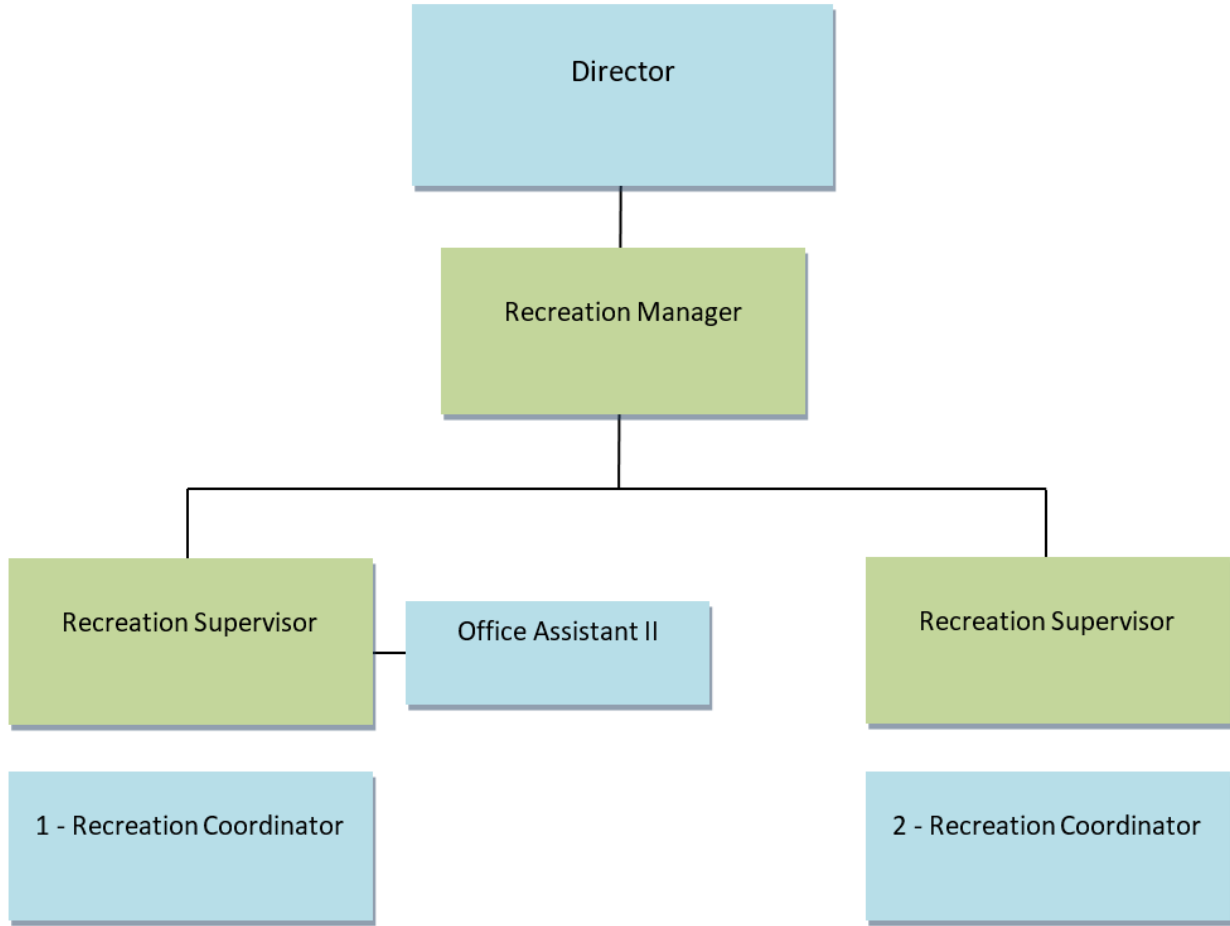 Director
Recreation Manager
Recreation Supervisor
Office Assistant II
Recreation Supervisor
1 - Recreation Coordinator
2 - Recreation Coordinator